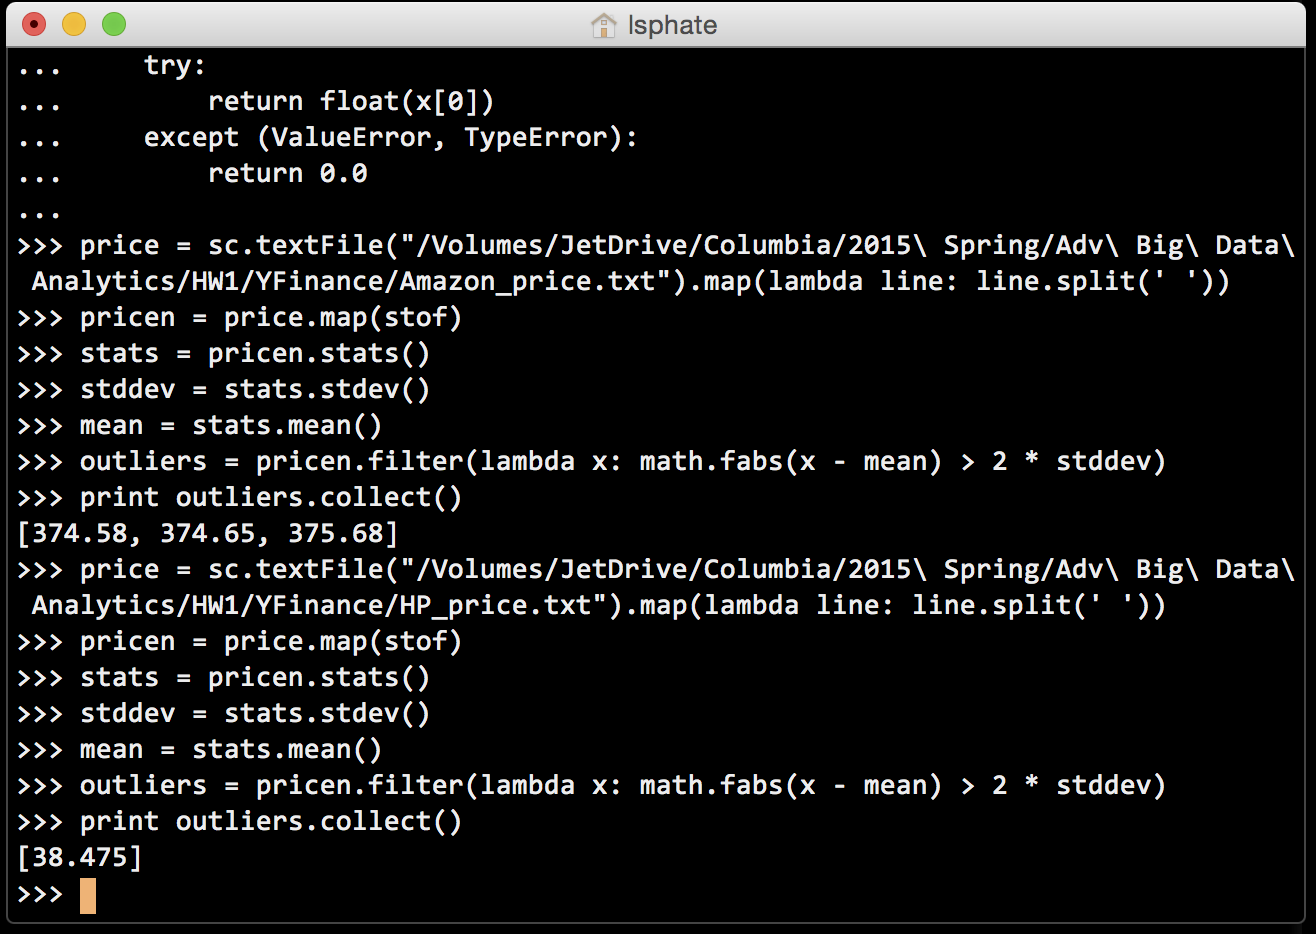 lsphate
...     try:
...         return float(x[0])
...     except (ValueError, TypeError):
...         return 0.0
...
>>> price = sc.textFile("/Volumes/JetDrive/Columbia/2015\ Spring/Adv\ Big\ Data\
 Analytics/HW1/YFinance/Amazon_price.txt").map(lambda line: line.split(' '))
>>> pricen = price.map(stof)
>>> stats = pricen.stats()
>>> stddev = stats.stdev()
>>> mean = stats.mean()
>>> outliers = pricen.filter(lambda x: math.fabs(x - mean) > 2 * stddev)
>>> print outliers.collect()
[374.58, 374.65, 375.68]
>>> price = sc.textFile("/Volumes/JetDrive/Columbia/2015\ Spring/Adv\ Big\ Data\
 Analytics/HW1/YFinance/HP_price.txt").map(lambda line: line.split(' '))
>>> pricen = price.map(stof)
>>> stats = pricen.stats()
>>> stddev = stats.stdev()
>>> mean = stats.mean()
>>> outliers = pricen.filter(lambda x: math.fabs(x - mean) > 2 * stddev)
>>> print outliers.collect()
[38.475]
>>>